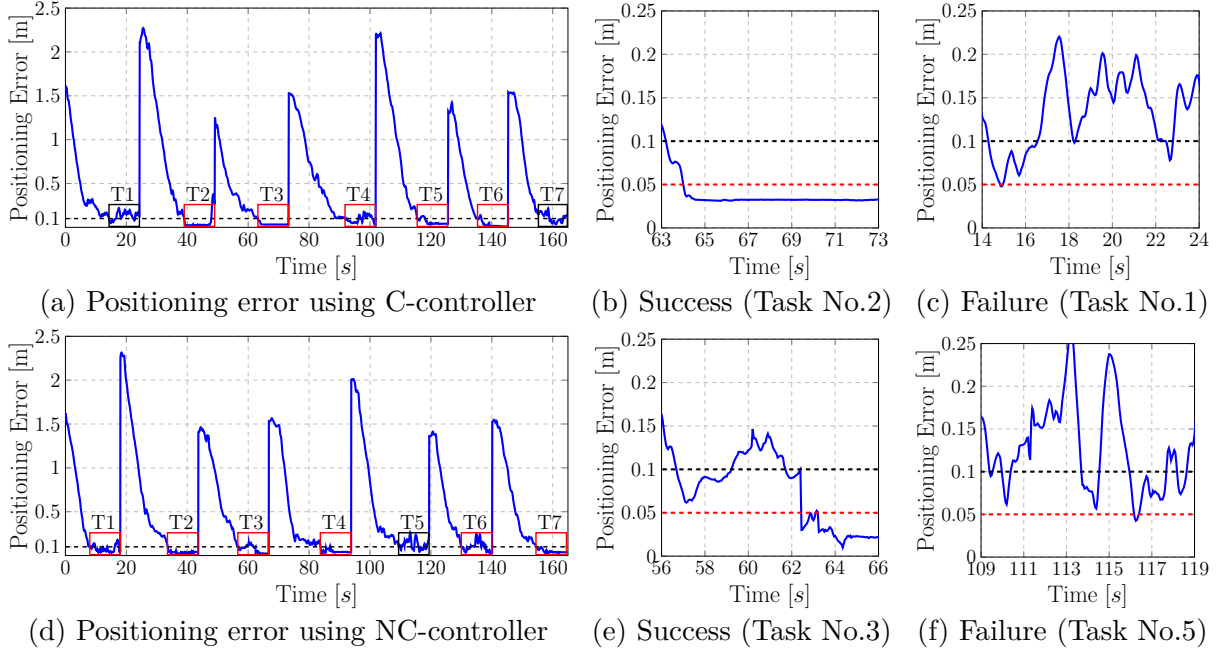 Positioning Error [m]
2.5
2
1.5
1
0.5
0.1
T1
T2
T3
T4
T5
T6
T7
0 20 40 60 80 100 120 140 160
Time [s]
(a) Positioning error using C-controller
Positioning Error [m]
0.25
0.2
0.15
0.1
0.05
0
63 65 67 69 71 73
Time [s]
(b) Success (Task No.2)
Positioning Error [m]
0.25
0.2
0.15
0.1
0.05
0
14 16 18 20 22 24
Time [s]
(c) Failure (Task No.1)
Positioning Error [m]
2.5
2
1.5
1
0.5
0.1
T1
T2
T3
T4
T5
T6
T7
0 20 40 60 80 100 120 140 160
Time [s]
(d) Positioning error using NC-controller
Positioning Error [m]
0.25
0.2
0.15
0.1
0.05
0
56 58 60 62 64 66
Time [s]
(e) Success (Task No.3)
Positioning Error [m]
0.25
0.2
0.15
0.1
0.05
0
109 111 113 115 117 119
Time [s]
(f) Failure (Task No.5)